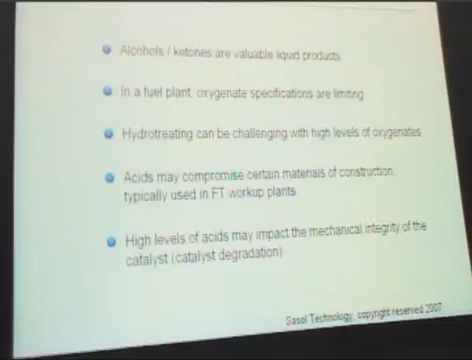 Alcohols / ketones are valuable liquid products
In a fuel plant, oxygenate specifications are limiting
Hydrotreating can be challenging with high levels of oxygenates
Acids may compromise certain materials of construction
typically used in FT workup plants
High levels of acids may impact the mechanical integrity of the
catalyst (catalyst degradation)
Sasol Technology, copyright reserved 2007